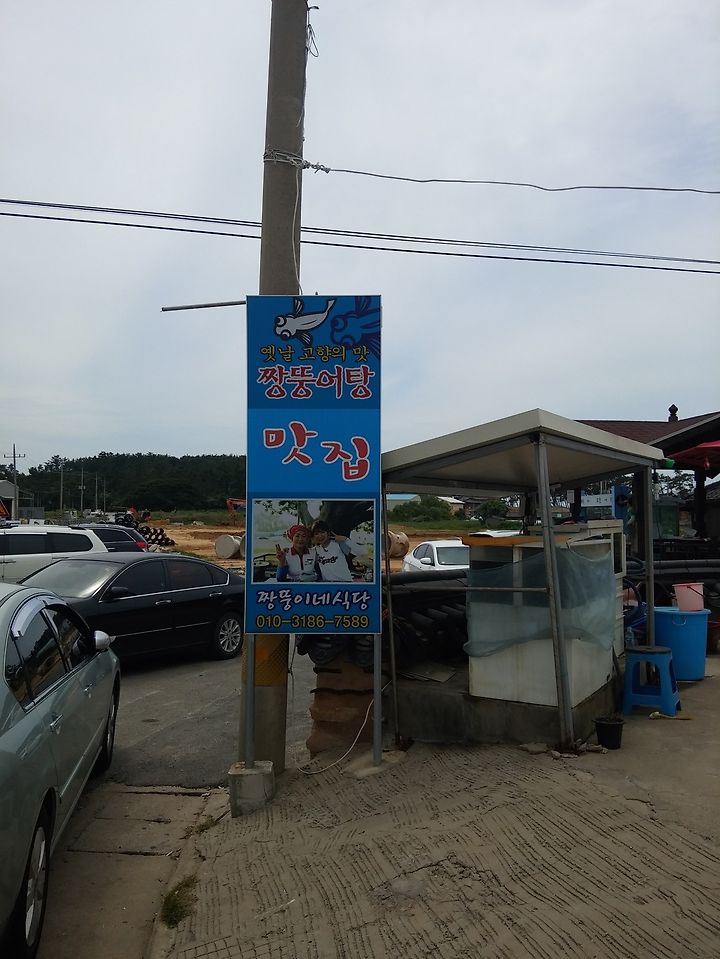 옛날 고향의 맛
짱뚱어탕
맛집
짱뚱이네식당
010-3186-7589